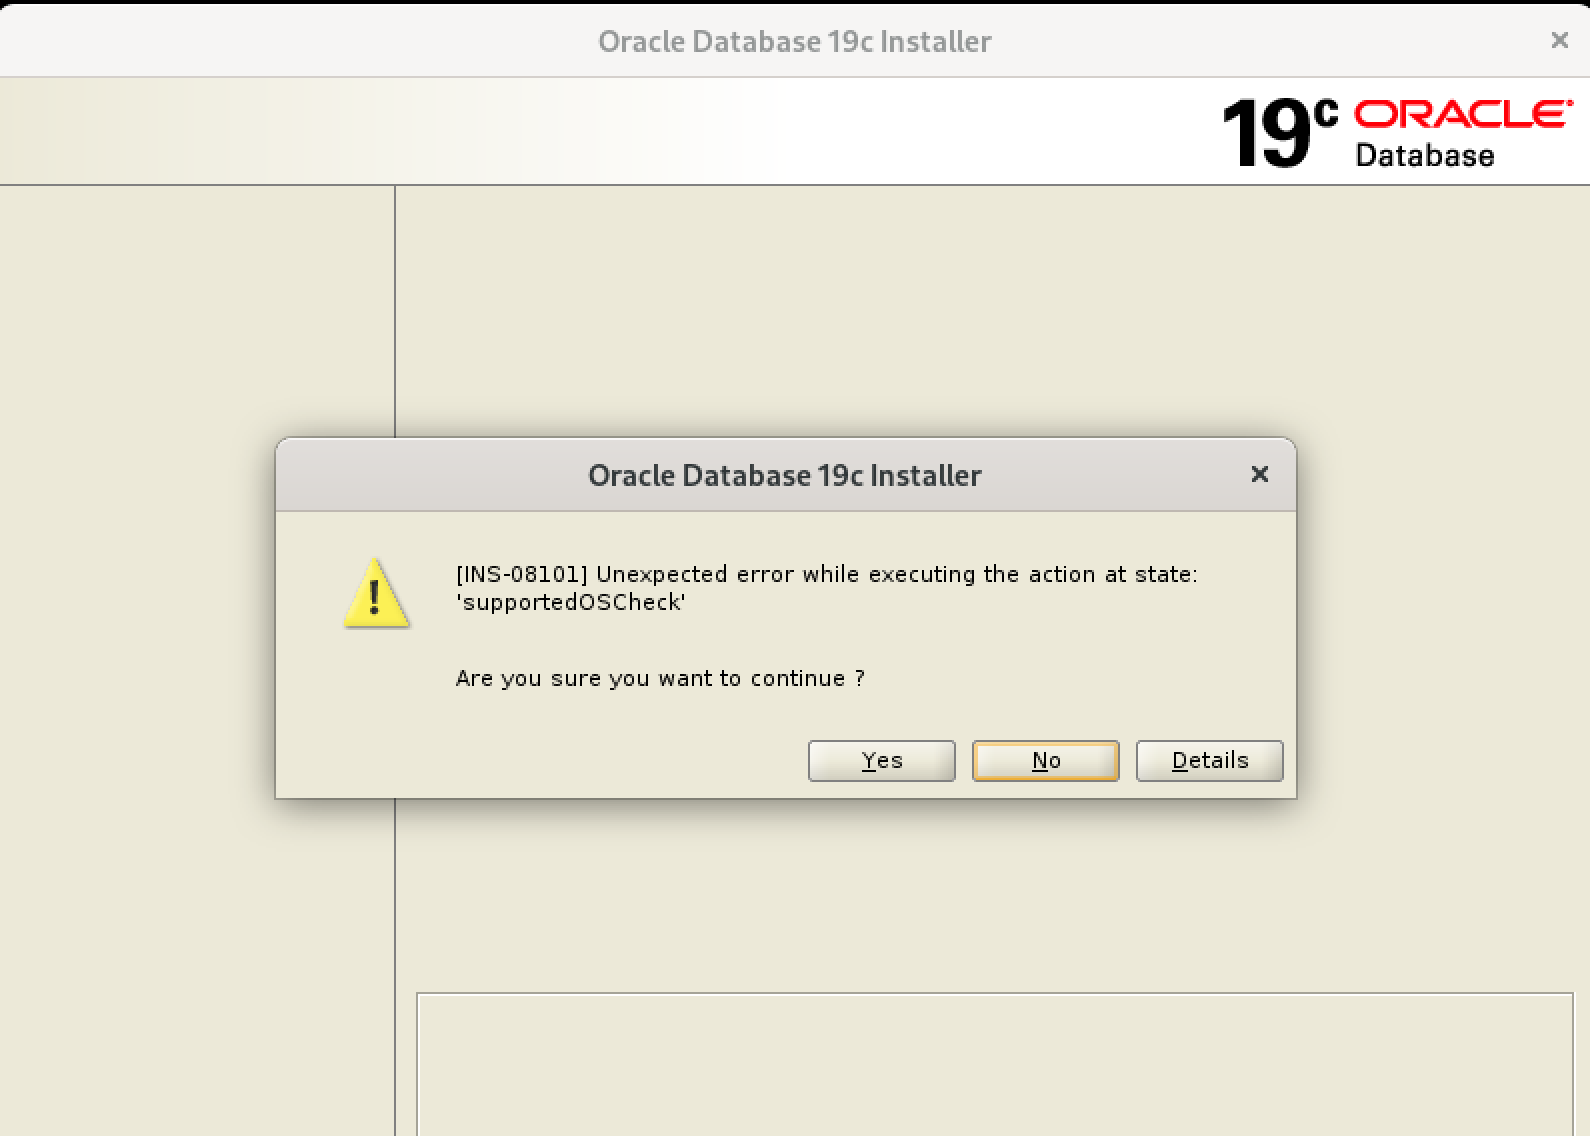 Oracle Database 19c Installer
19c ORACLE
Database
Oracle Database 19c Installer
[INS-08101] Unexpected error while executing the action at state:
'supportedOSCheck'
Are you sure you want to continue ?
Yes No Details